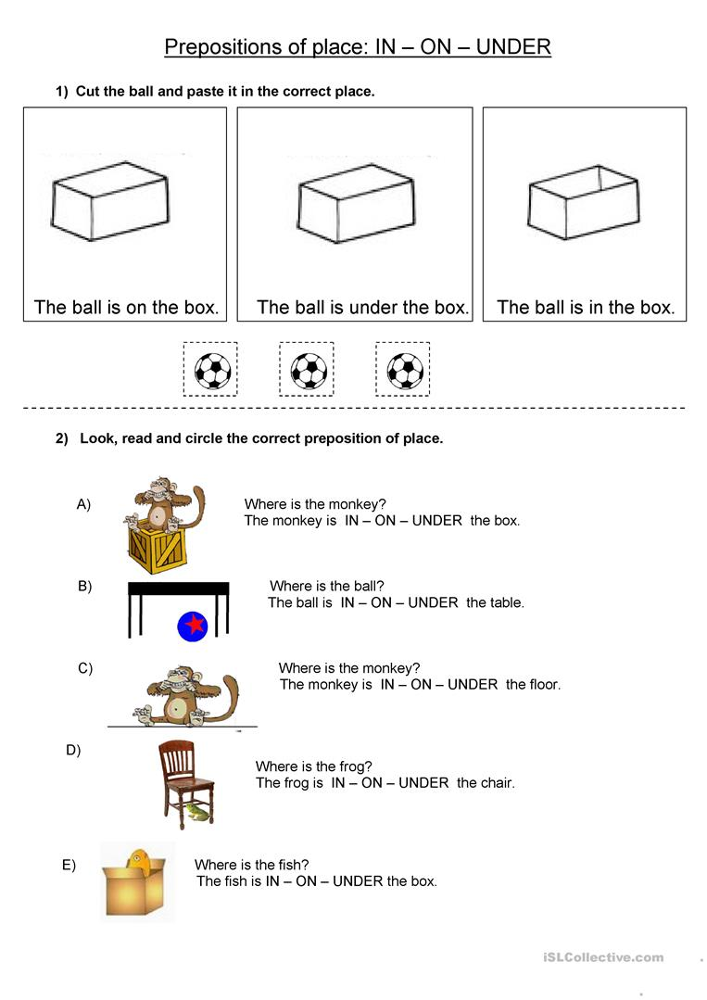 Prepositions of place: IN – ON – UNDER
1) Cut the ball and paste it in the correct place.
The ball is on the box.
The ball is under the box.
The ball is in the box.
2) Look, read and circle the correct preposition of place.
A)
Where is the monkey?
The monkey is IN – ON – UNDER the box.
B)
Where is the ball?
The ball is IN – ON – UNDER the table.
C)
Where is the monkey?
The monkey is IN – ON – UNDER the floor.
D)
Where is the frog?
The frog is IN – ON – UNDER the chair.
E)
Where is the fish?
The fish is IN – ON – UNDER the box.
iSLCollective.com